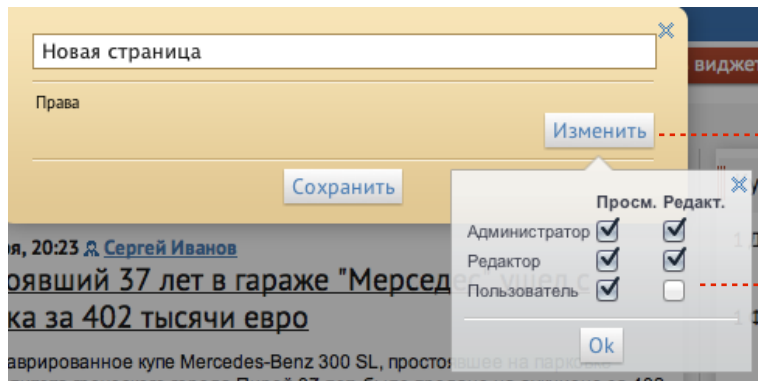 Новая страница
виджет
Права
Изменить
Сохранить
Просм. Редакт.
Администратор
Редактор
Пользователь
Ok
я, 20:23 Сергей Иванов
оявший 37 лет в гараже "Мерседес" ушел с
ка за 402 тысячи евро
аврированное купе Mercedes-Benz 300 SL, простоявшее на парковке